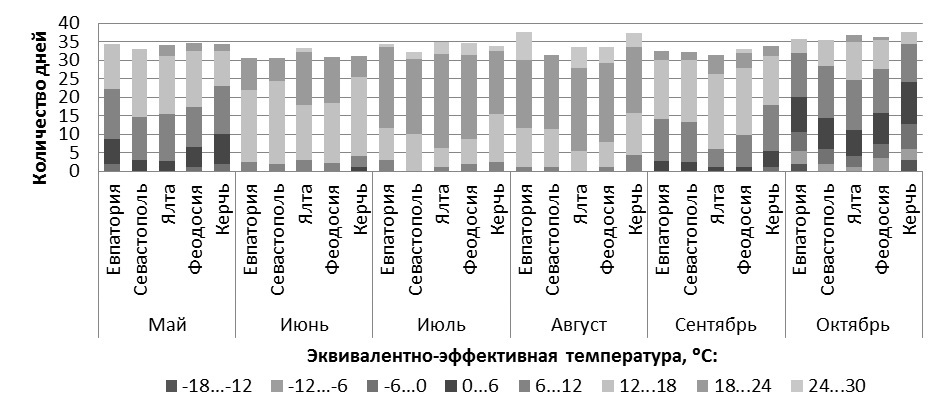 Количество дней
40
35
30
25
20
15
10
5
0
Евпатория Севастополь Ялта Феодосия Керчь Евпатория Севастополь Ялта Феодосия Керчь Евпатория Севастополь Ялта Феодосия Керчь Евпатория Севастополь Ялта Феодосия Керчь Евпатория Севастополь Ялта Феодосия Керчь Евпатория Севастополь Ялта Феодосия Керчь
Май Июнь Июль Август Сентябрь Октябрь
Эквивалентно-эффективная температура, °С:
-18...-12 -12...-6 -6...0 0...6 6...12 12...18 18...24 24...30